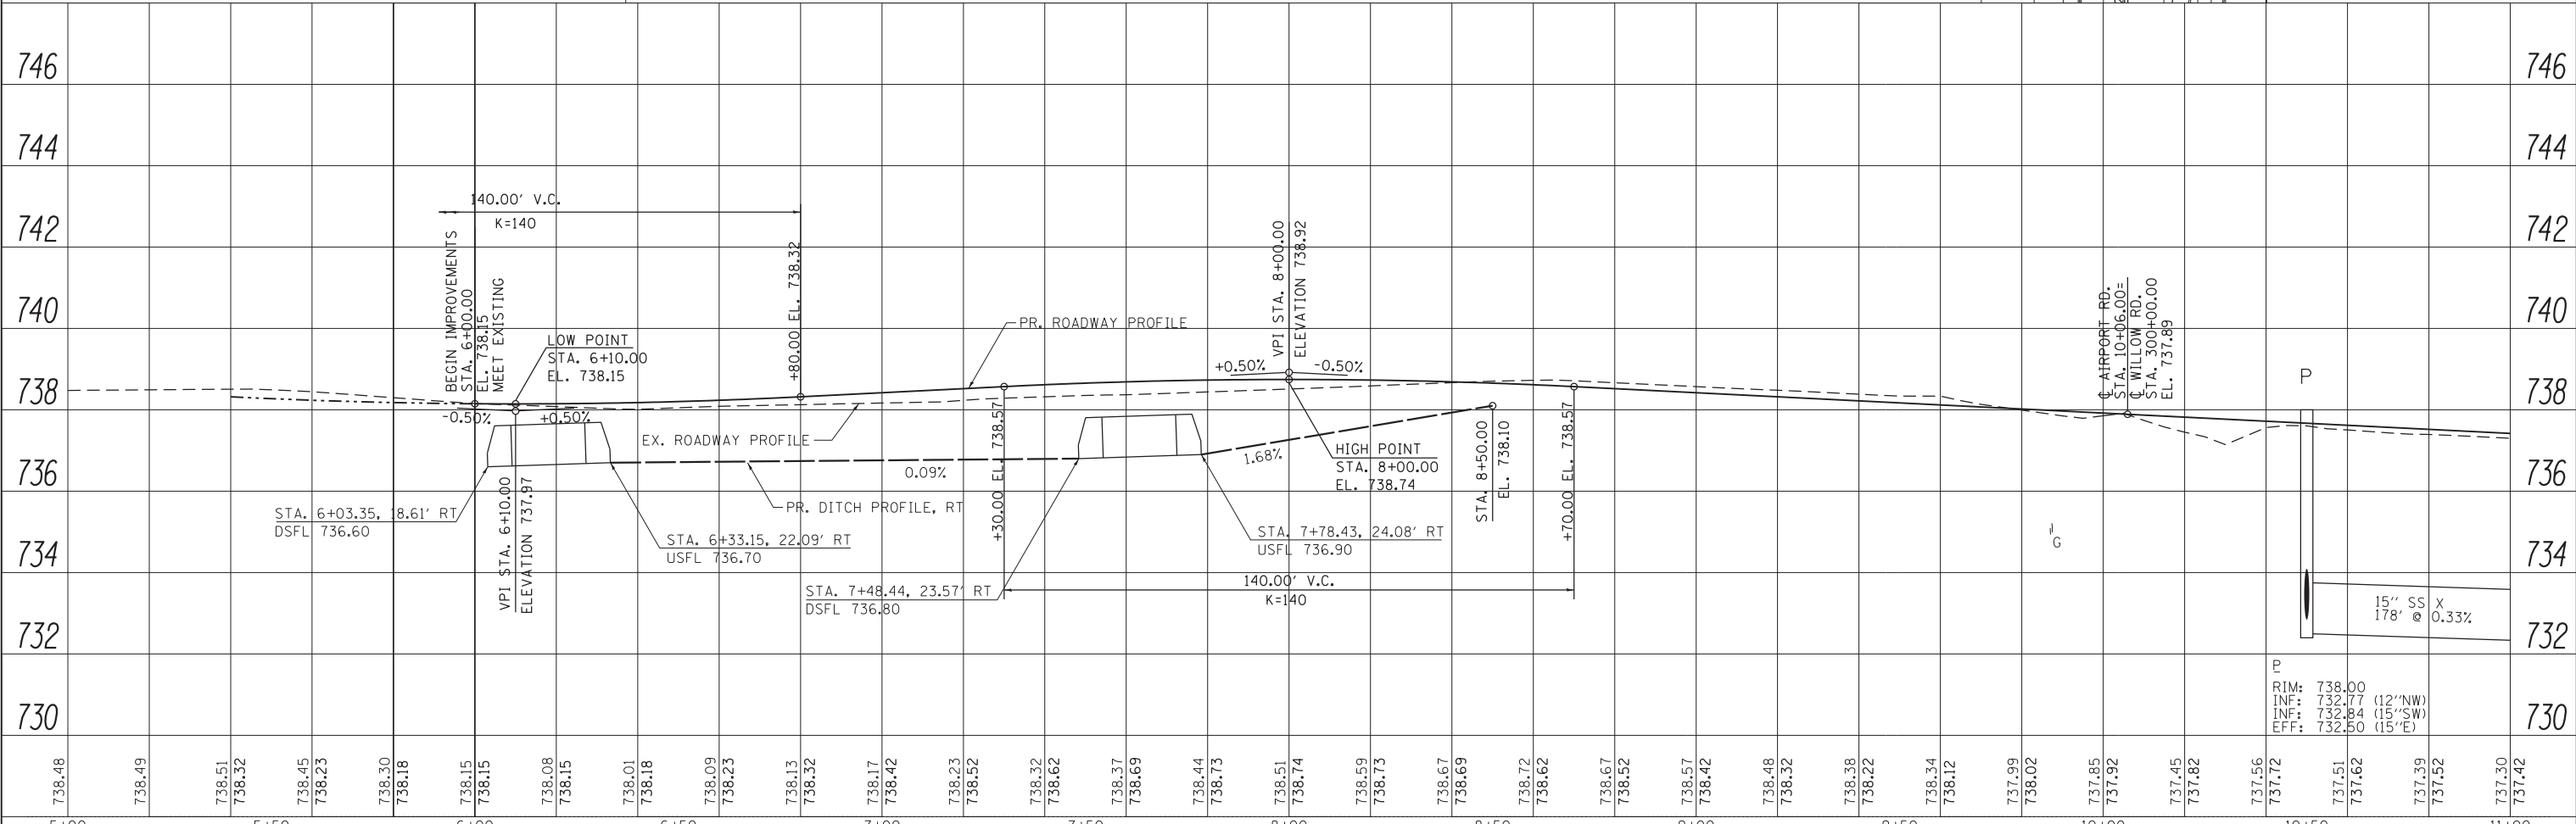 746
746
744
744
742
742
740
740
738
738
736
736
734
734
732
732
730
730
140.00' V.C.
K=140
BEGIN IMPROVEMENTS
STA. 6+00.00
EL. 738.15
MEET EXISTING
LOW POINT
STA. 6+10.00
EL. 738.15
+80.00 EL. 738.32
PR. ROADWAY PROFILE
+0.50%
-0.50%
VPI STA. 8+00.00
ELEVATION 738.92
℄ AIRPORT RD.
STA. 10+06.00=
℄ WILLOW RD.
STA. 300+00.00
EL. 737.89
P
-0.50%
+0.50%
EX. ROADWAY PROFILE
0.09%
1.68%
HIGH POINT
STA. 8+00.00
EL. 738.74
STA. 8+50.00
EL. 738.10
+30.00 EL. 738.57
+70.00 EL. 738.57
PR. DITCH PROFILE, RT
STA. 6+03.35, 18.61' RT
DSFL 736.60
VPI STA. 6+10.00
ELEVATION 737.97
STA. 6+33.15, 22.09' RT
USFL 736.70
STA. 7+48.44, 23.57' RT
DSFL 736.80
STA. 7+78.43, 24.08' RT
USFL 736.90
140.00' V.C.
K=140
G
15'' SS X
178' @ 0.33%
P
RIM: 738.00
INF: 732.77 (12''NW)
INF: 732.84 (15''SW)
EFF: 732.50 (15''E)
738.48
738.49
738.51
738.32
738.45
738.23
738.30
738.18
738.15
738.15
738.08
738.15
738.01
738.18
738.09
738.23
738.13
738.32
738.17
738.42
738.23
738.52
738.32
738.62
738.37
738.69
738.44
738.73
738.51
738.74
738.59
738.73
738.67
738.69
738.72
738.62
738.67
738.52
738.57
738.42
738.48
738.32
738.38
738.22
738.34
738.12
737.99
738.02
737.85
737.92
737.45
737.82
737.56
737.72
737.51
737.62
737.39
737.52
737.30
737.42